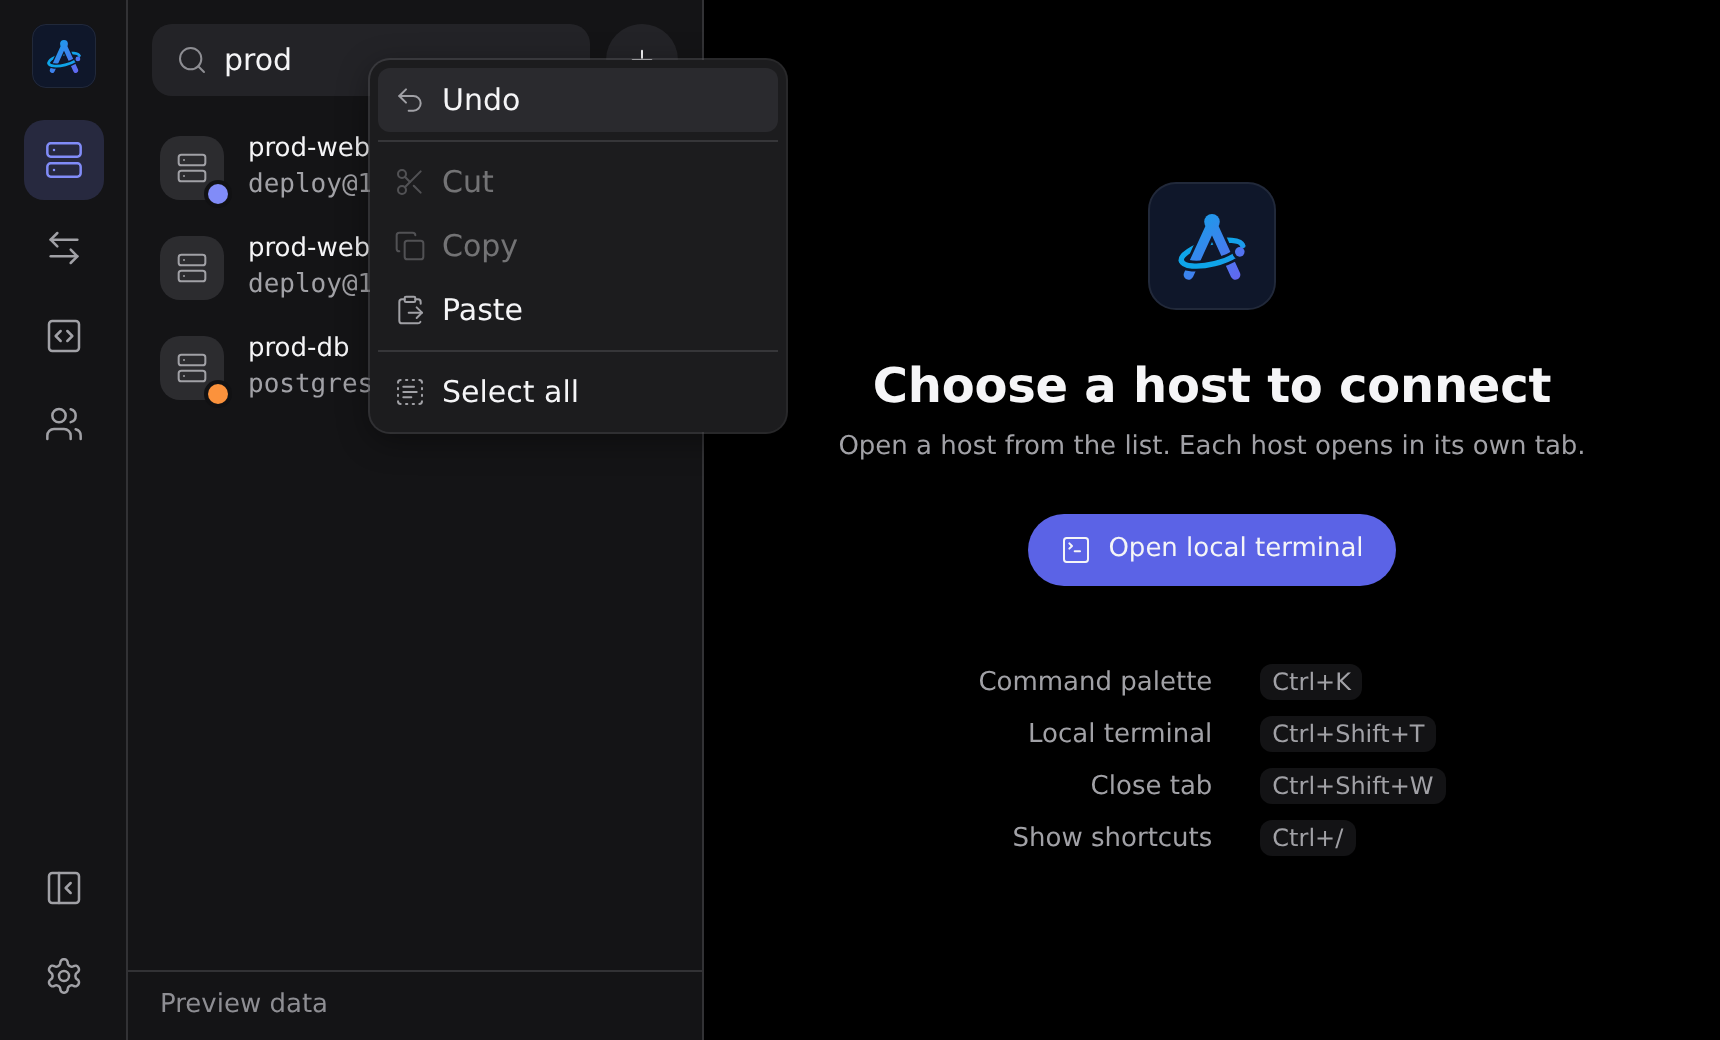 prod
Undo
Cut
Copy
Paste
Select all
prod-web
deploy@1
prod-web
deploy@1
prod-db
postgres
Preview data
Choose a host to connect
Open a host from the list. Each host opens in its own tab.
Open local terminal
Command palette Ctrl+K
Local terminal Ctrl+Shift+T
Close tab Ctrl+Shift+W
Show shortcuts Ctrl+/